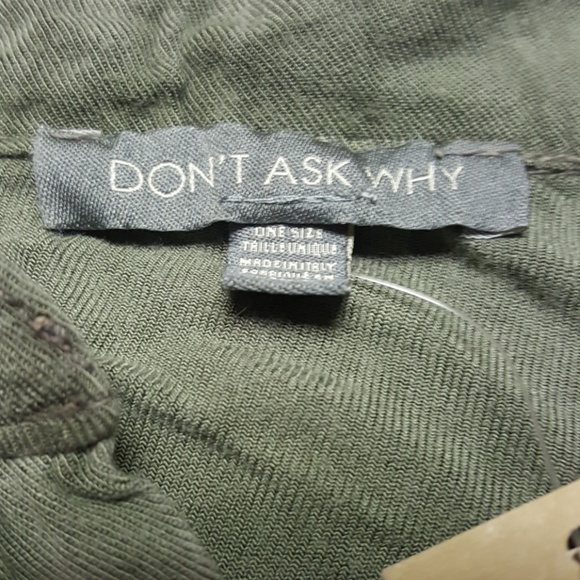 DON'T ASK WHY
ONE SIZE
TAILLE UNIQUE
MADE IN ITALY